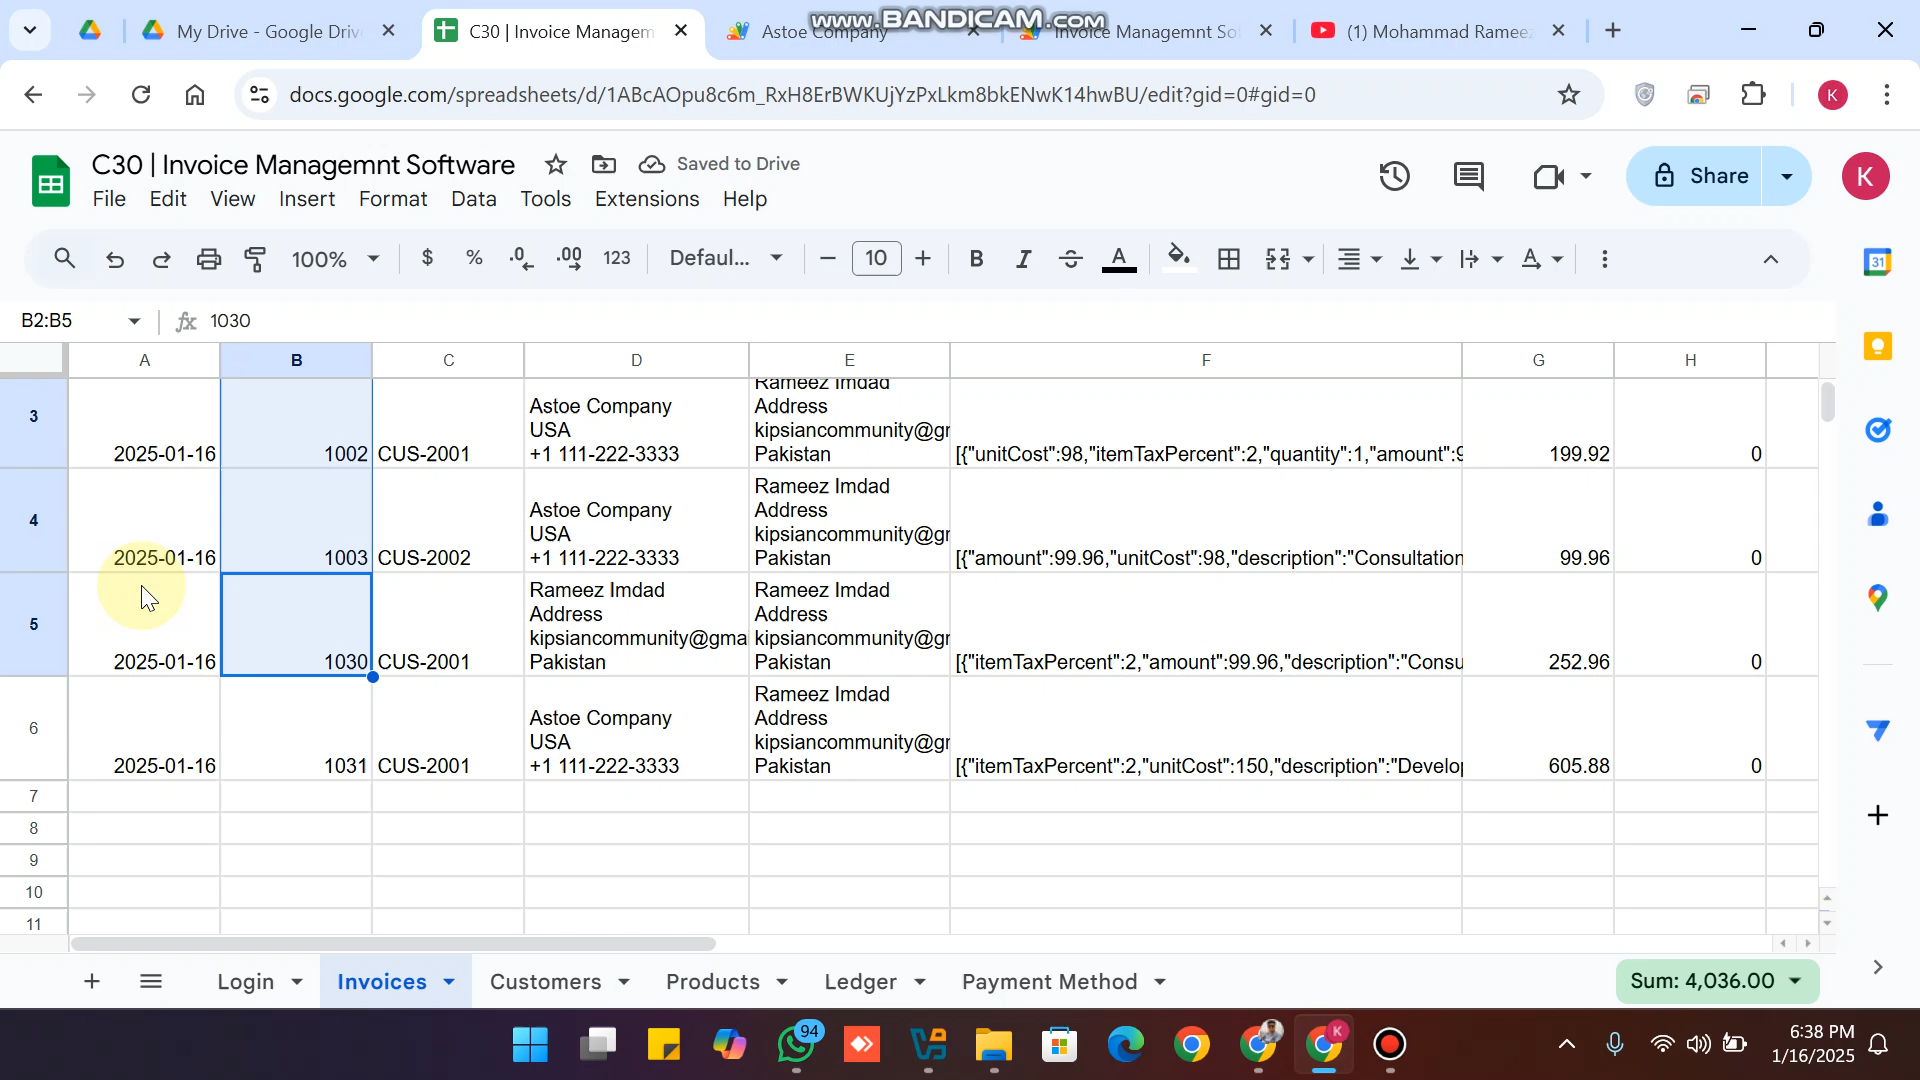 www.BANDICAM.com
My Drive - Google Driv
C30 | Invoice Managem
Astoe Company
Invoice Managemnt So
(1) Mohammad Rameez
docs.google.com/spreadsheets/d/1ABcAOpu8c6m_RxH8ErBWKUjYzPxLkm8bkENwK14hwBU/edit?gid=0#gid=0
K
C30 | Invoice Managemnt Software
Saved to Drive
File Edit View Insert Format Data Tools Extensions Help
Share
K
100%
$ % .0 .00 123
Defaul...
10
B I S A
31
B2:B5
fx 1030
A B C D E F G H
3
2025-01-16
1002
CUS-2001
Astoe Company
USA
+1 111-222-3333
Rameez Imdad
Address
kipsiancommunity@gr
Pakistan
[{"unitCost":98,"itemTaxPercent":2,"quantity":1,"amount":9
199.92
0
4
2025-01-16
1003
CUS-2002
Astoe Company
USA
+1 111-222-3333
Rameez Imdad
Address
kipsiancommunity@gr
Pakistan
[{"amount":99.96,"unitCost":98,"description":"Consultation
99.96
0
5
2025-01-16
1030
CUS-2001
Rameez Imdad
Address
kipsiancommunity@gma
Pakistan
Rameez Imdad
Address
kipsiancommunity@gr
Pakistan
[{"itemTaxPercent":2,"amount":99.96,"description":"Consu
252.96
0
6
2025-01-16
1031
CUS-2001
Astoe Company
USA
+1 111-222-3333
Rameez Imdad
Address
kipsiancommunity@gr
Pakistan
[{"itemTaxPercent":2,"unitCost":150,"description":"Develop
605.88
0
7
8
9
10
11
Login
Invoices
Customers
Products
Ledger
Payment Method
Sum: 4,036.00
94
K
6:38 PM
1/16/2025